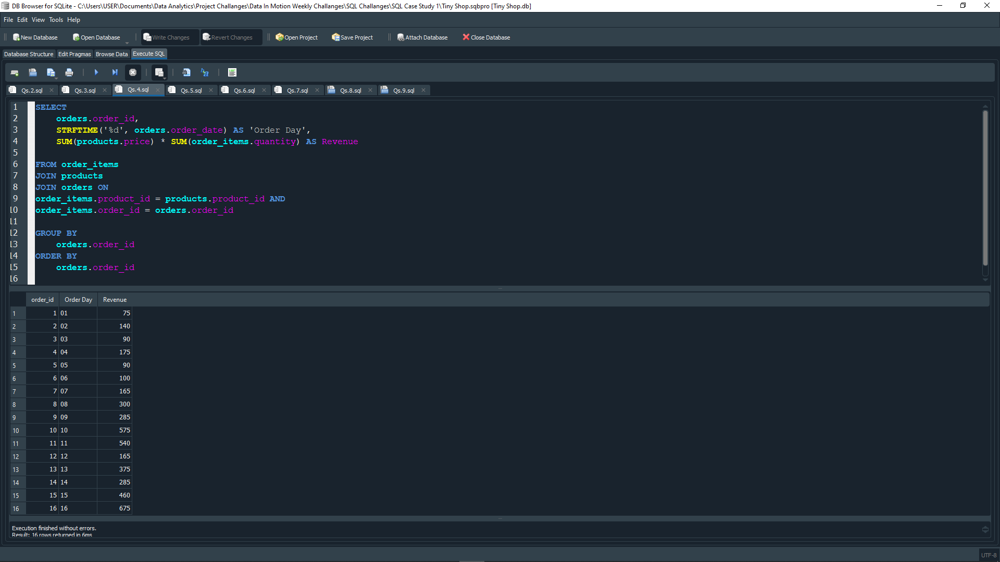 DB Browser for SQLite - C:\Users\USER\Documents\Data Analytics\Project Challanges\Data In Motion Weekly Challanges\SQL Challanges\SQL Case Study 1\Tiny Shop.sqbpro [Tiny Shop.db]
File Edit View Tools Help
New Database Open Database Write Changes Revert Changes Open Project Save Project Attach Database Close Database
Database Structure Edit Pragmas Browse Data Execute SQL
Qs.2.sql Qs.3.sql Qs.4.sql Qs.5.sql Qs.6.sql Qs.7.sql Qs.8.sql Qs.9.sql
1 SELECT
2 orders.order_id,
3 STRFTIME('%d', orders.order_date) AS 'Order Day',
4 SUM(products.price) * SUM(order_items.quantity) AS Revenue
5
6 FROM order_items
7 JOIN products
8 JOIN orders ON
9 order_items.product_id = products.product_id AND
10 order_items.order_id = orders.order_id
11
12 GROUP BY
13 orders.order_id
14 ORDER BY
15 orders.order_id
16
order_id Order Day Revenue
1 1 01 75
2 2 02 140
3 3 03 90
4 4 04 175
5 5 05 90
6 6 06 100
7 7 07 165
8 8 08 300
9 9 09 285
10 10 10 575
11 11 11 540
12 12 12 165
13 13 13 375
14 14 14 285
15 15 15 460
16 16 16 675
Execution finished without errors.
Result: 16 rows returned in 6ms
UTF-8